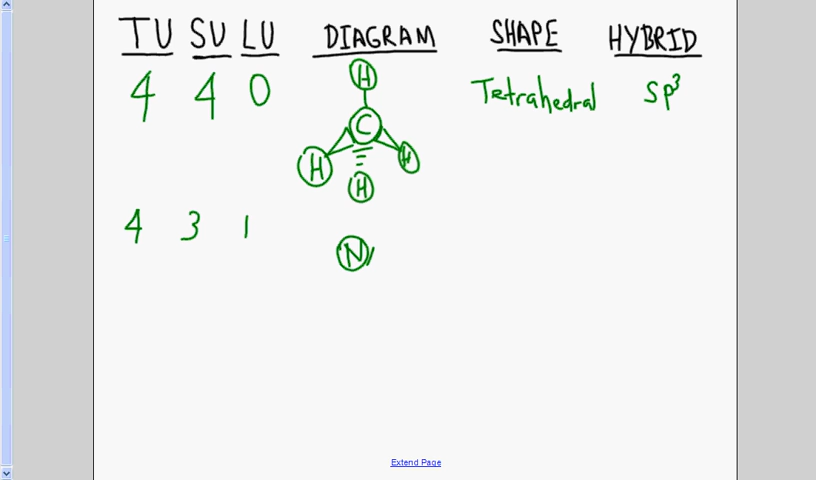 TU SU LU DIAGRAM SHAPE HYBRID
4 4 0 H Tetrahedral Sp³
C
H H
H
4 3 1 N
Extend Page